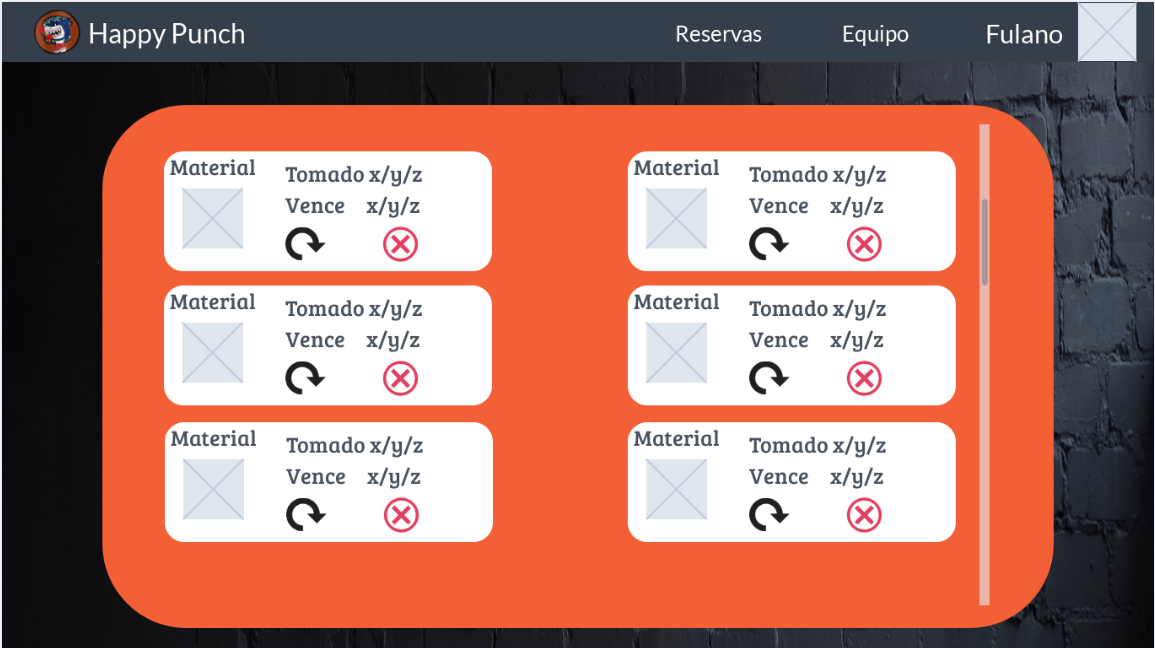 Happy Punch
Reservas
Equipo
Fulano
Material
Tomado x/y/z
Vence x/y/z
Material
Tomado x/y/z
Vence x/y/z
Material
Tomado x/y/z
Vence x/y/z
Material
Tomado x/y/z
Vence x/y/z
Material
Tomado x/y/z
Vence x/y/z
Material
Tomado x/y/z
Vence x/y/z